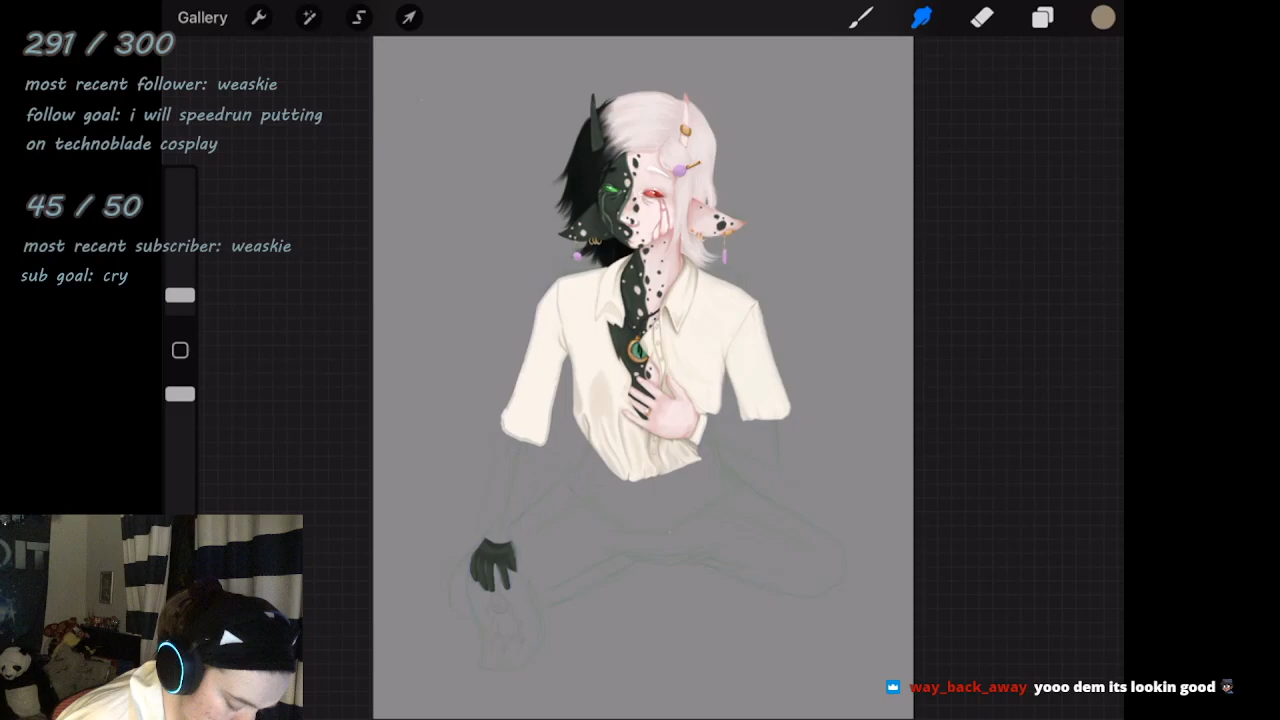 Gallery
291 / 300
most recent follower: weaskie
follow goal: i will speedrun putting
on technoblade cosplay
45 / 50
most recent subscriber: weaskie
sub goal: cry
way_back_away yooo dem its lookin good